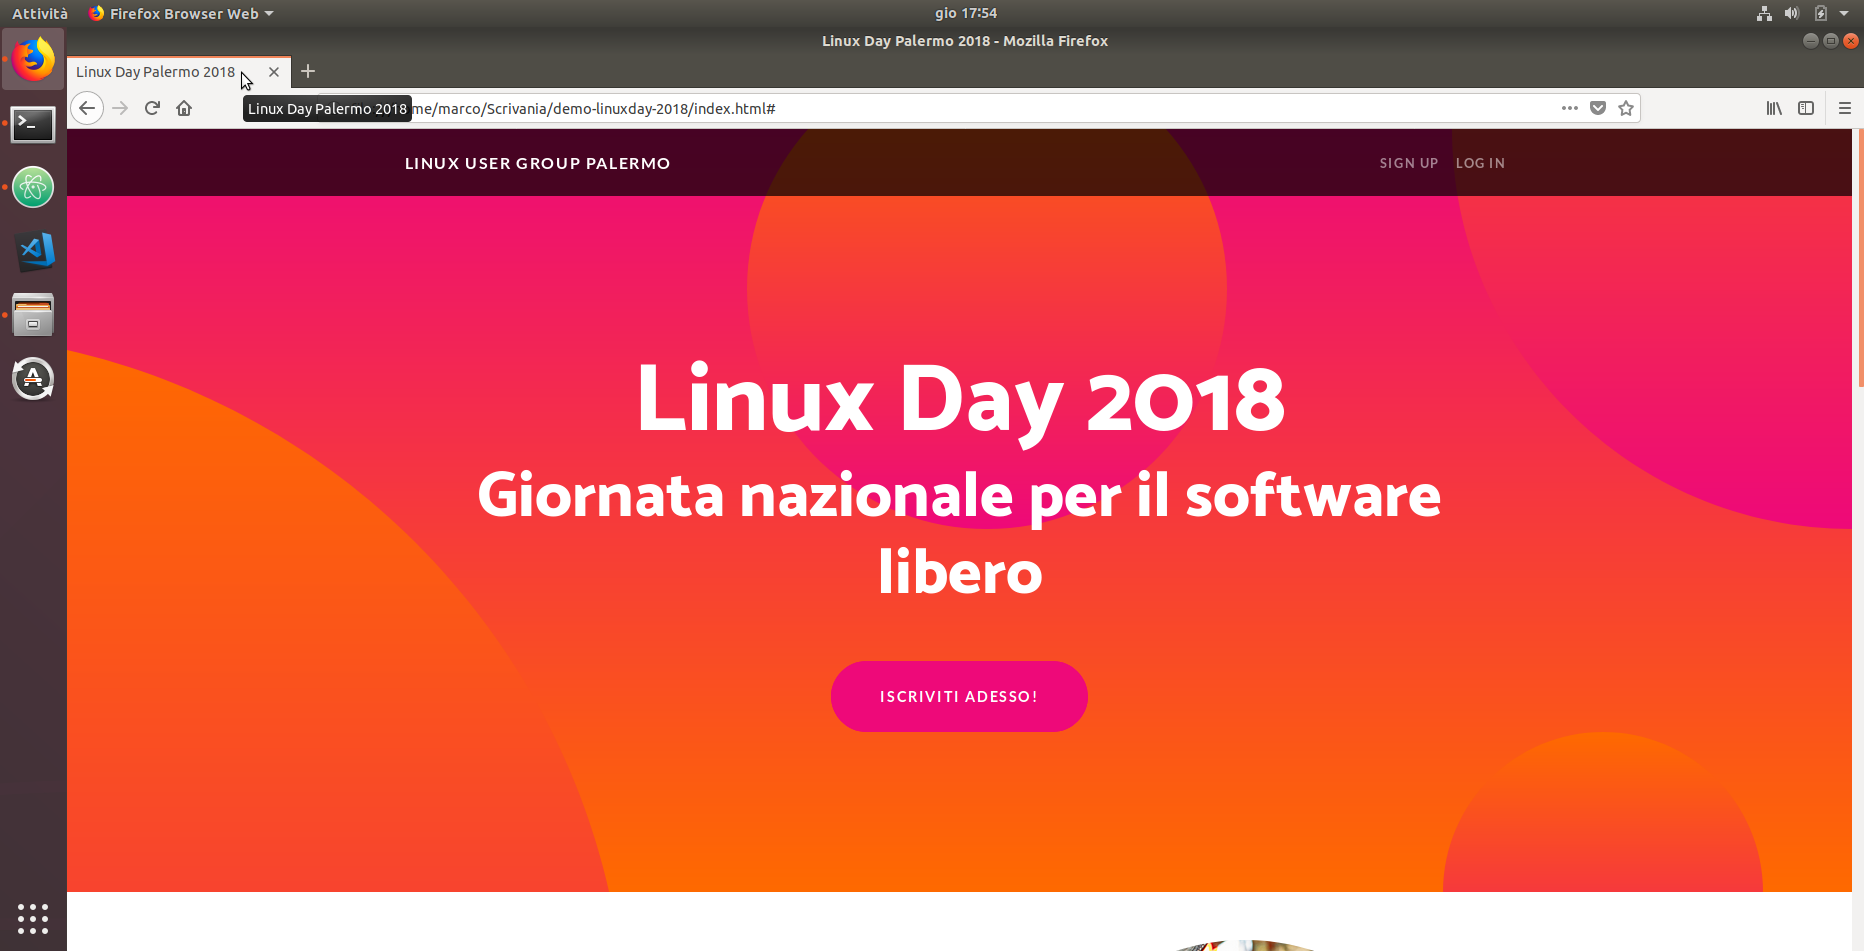 Attività Firefox Browser Web gio 17:54
Linux Day Palermo 2018 - Mozilla Firefox
Linux Day Palermo 2018
Linux Day Palermo 2018 me/marco/Scrivania/demo-linuxday-2018/index.html#
LINUX USER GROUP PALERMO SIGN UP LOG IN
Linux Day 2018
Giornata nazionale per il software
libero
ISCRIVITI ADESSO!